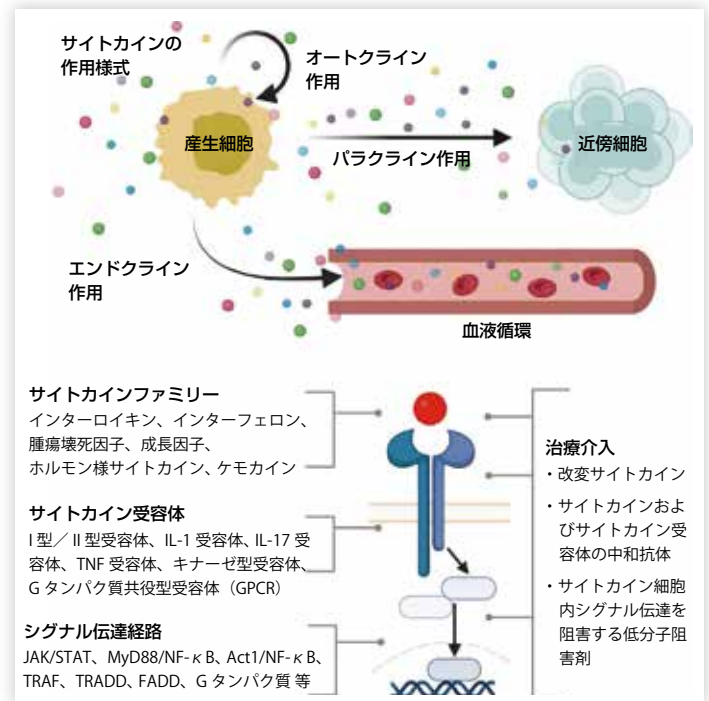 サイトカインの
作用様式
オートクライン
作用
産生細胞
パラクライン作用
近傍細胞
エンドクライン
作用
血液循環
サイトカインファミリー
インターロイキン、インターフェロン、
腫瘍壊死因子、成長因子、
ホルモン様サイトカイン、ケモカイン
サイトカイン受容体
I 型／ II 型受容体、IL-1 受容体、IL-17 受
容体、TNF 受容体、キナーゼ型受容体、
G タンパク質共役型受容体（GPCR）
シグナル伝達経路
JAK/STAT、MyD88/NF-κB、Act1/NF-κB、
TRAF、TRADD、FADD、G タンパク質 等
治療介入
・改変サイトカイン
・サイトカインおよ
びサイトカイン受
容体の中和抗体
・サイトカイン細胞
内シグナル伝達を
阻害する低分子阻
害剤